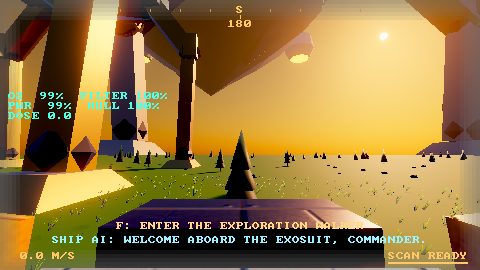 S
180
O2 99% FILTER 100%
PWR 99% HULL 100%
DOSE 0.0
F: ENTER THE EXPLORATION WALKER
SHIP AI: WELCOME ABOARD THE EXOSUIT, COMMANDER.
0.0 M/S
SCAN READY